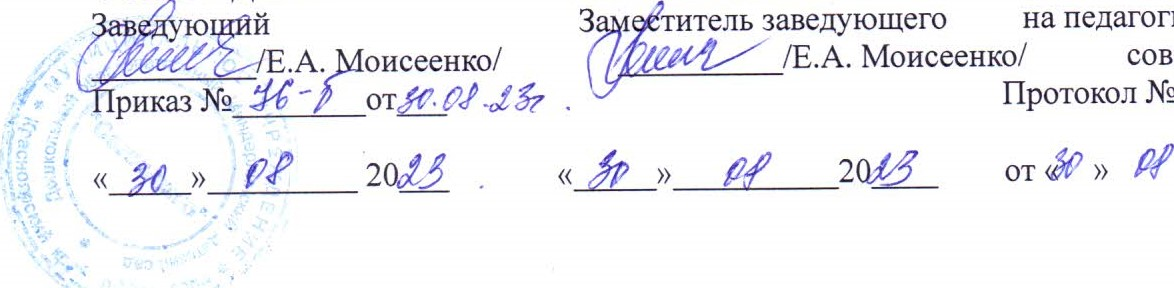 Заведующий Заместитель заведующего на педагоги
/Е.А. Моисеенко/ /Е.А. Моисеенко/ сов
Приказ № 76-Б от 30.08.23г. Протокол №
«30» 08 2023 «30» 08 2023 от «30» 08